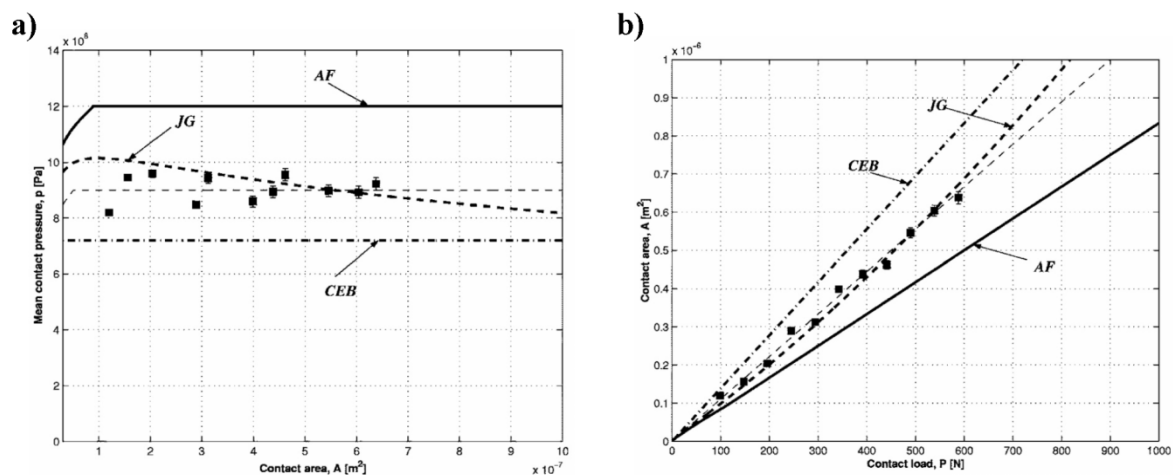 a)
x 10⁸
14
12
10
8
6
4
2
0
Mean contact pressure, p [Pa]
AF
JG
CEB
1 2 3 4 5 6 7 8 9 10
Contact area, A [m²]
x 10⁻⁷
b)
x 10⁻⁶
1
0.9
0.8
0.7
0.6
0.5
0.4
0.3
0.2
0.1
0
Contact area, A [m²]
JG
CEB
AF
0 100 200 300 400 500 600 700 800 900 1000
Contact load, P [N]